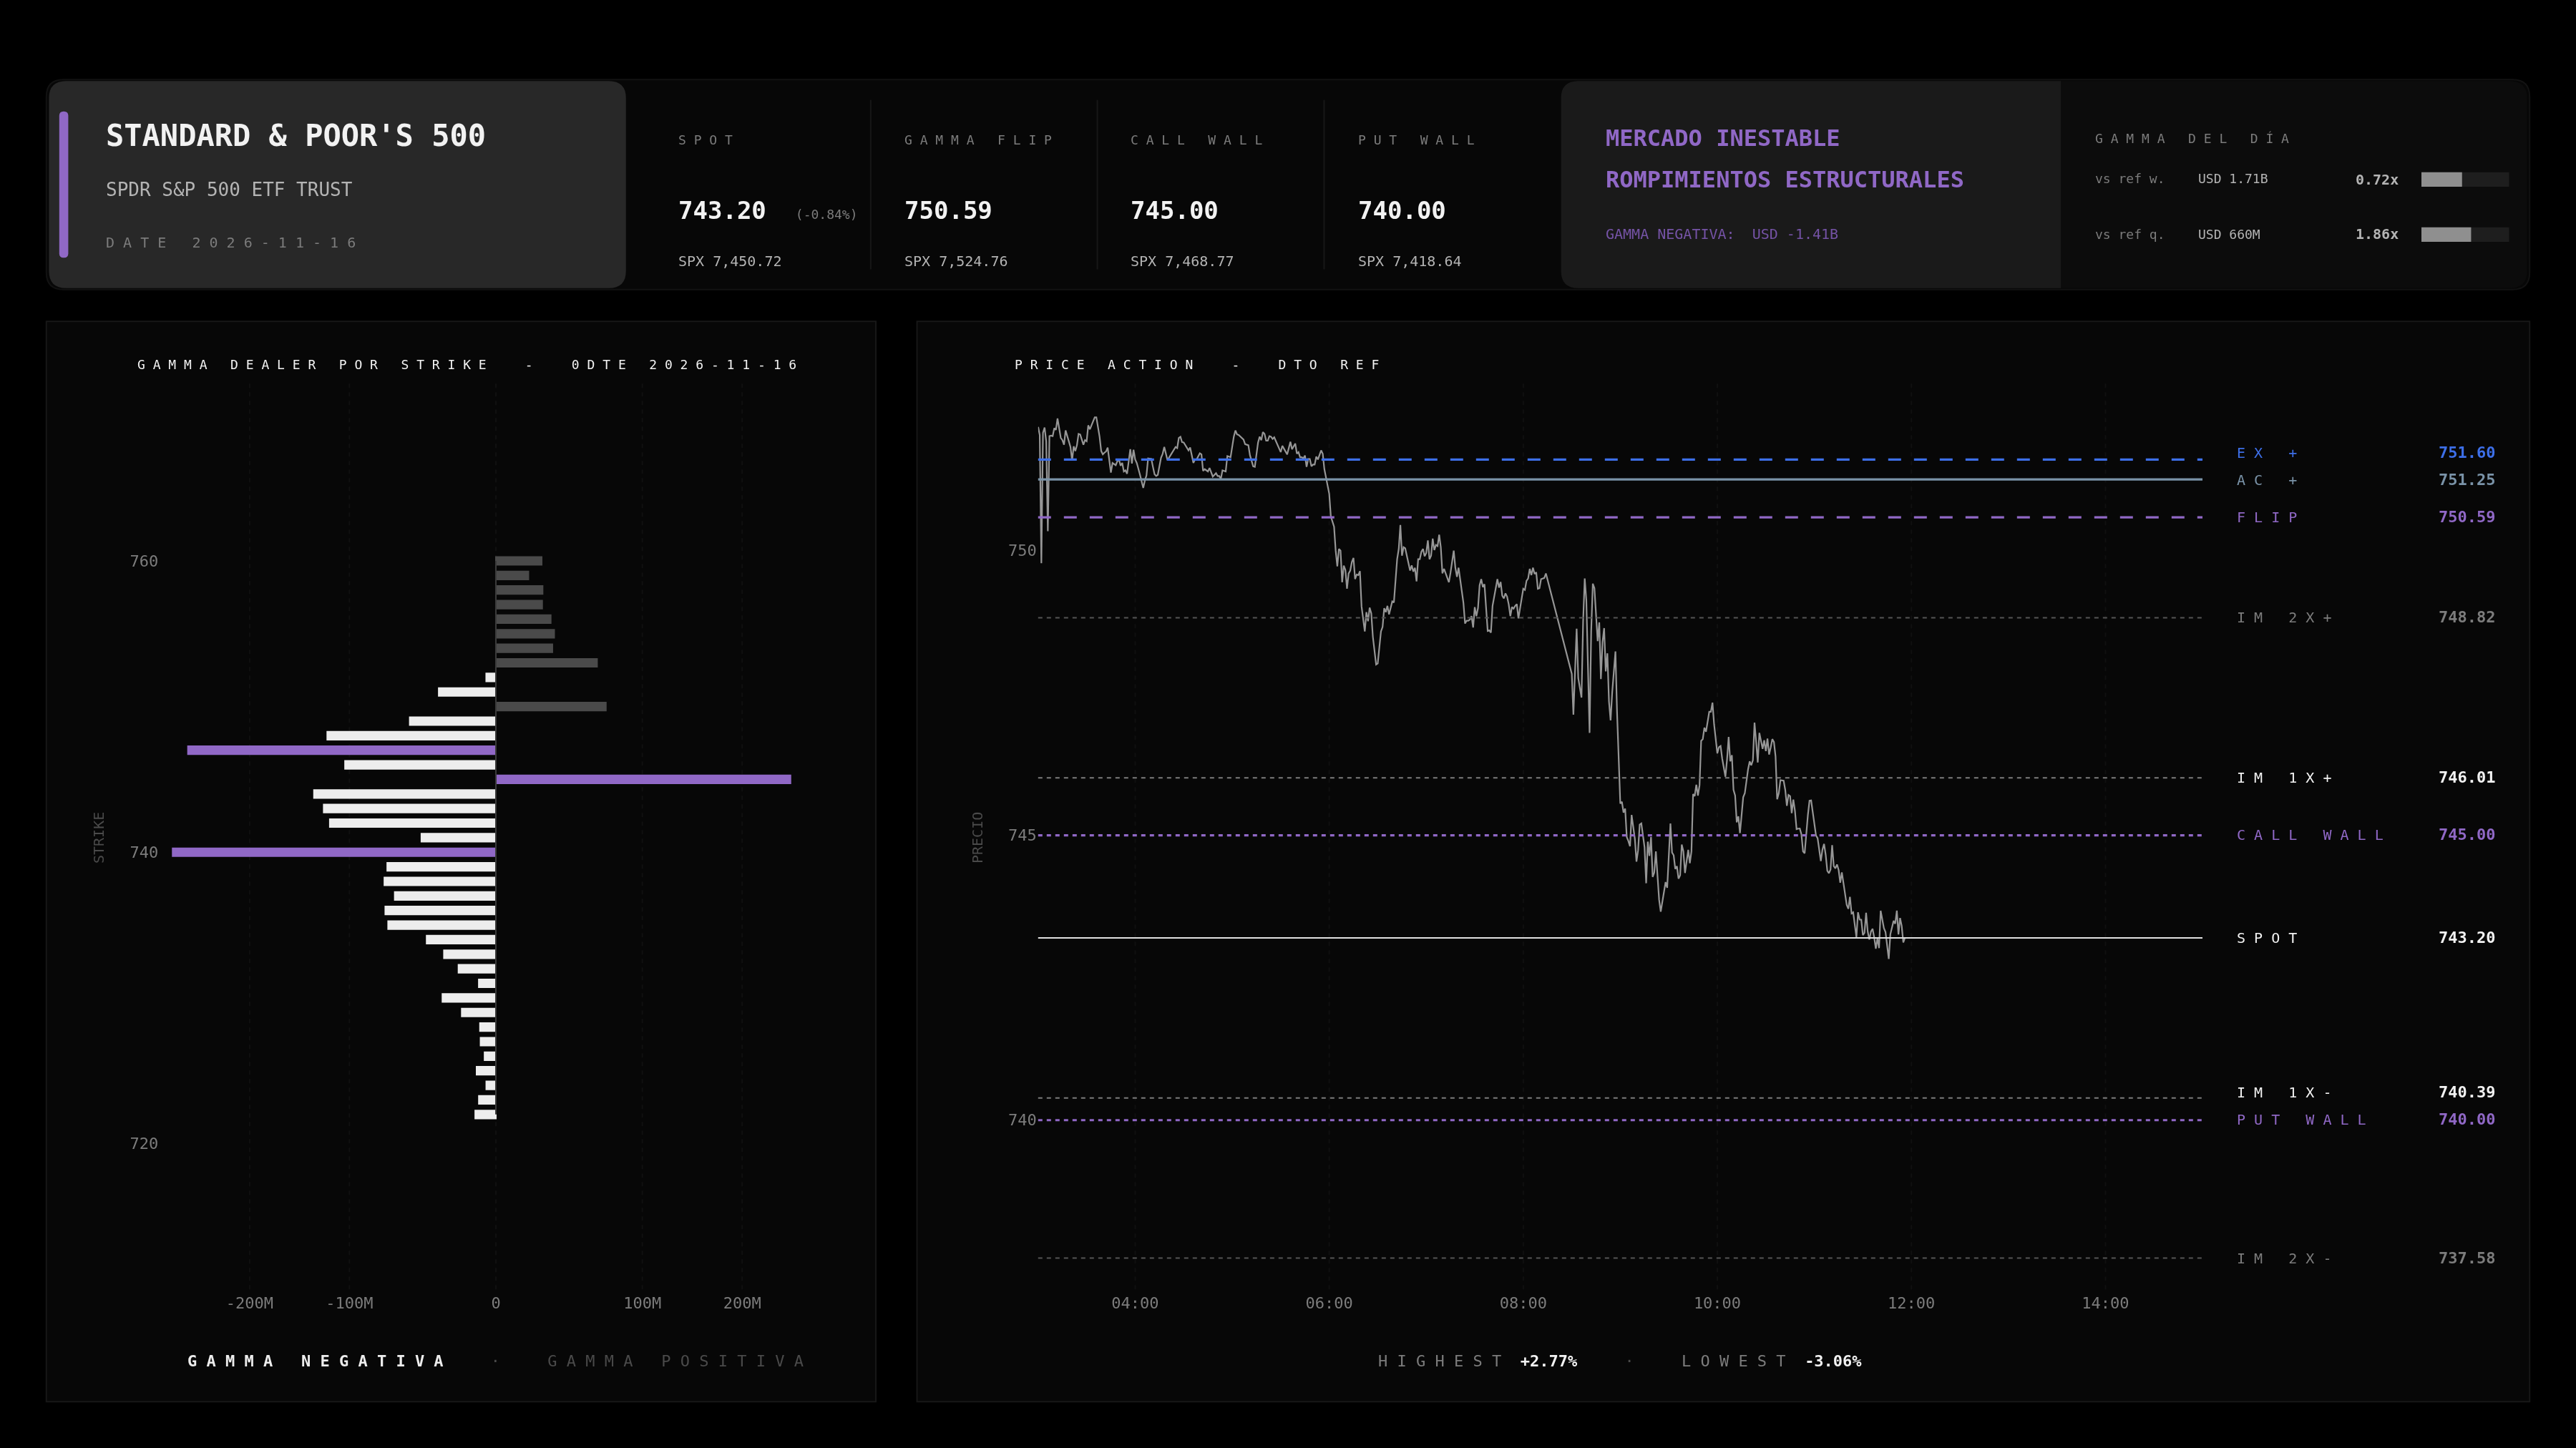 STANDARD & POOR'S 500
SPDR S&P 500 ETF TRUST
DATE 2026-11-16
SPOT
743.20 (-0.84%)
SPX 7,450.72
GAMMA FLIP
750.59
SPX 7,524.76
CALL WALL
745.00
SPX 7,468.77
PUT WALL
740.00
SPX 7,418.64
MERCADO INESTABLE
ROMPIMIENTOS ESTRUCTURALES
GAMMA NEGATIVA: USD -1.41B
GAMMA DEL DÍA
vs ref w. USD 1.71B 0.72x
vs ref q. USD 660M 1.86x
GAMMA DEALER POR STRIKE - 0DTE 2026-11-16
STRIKE
760
740
720
-200M -100M 0 100M 200M
GAMMA NEGATIVA · GAMMA POSITIVA
PRICE ACTION - DTO REF
PRECIO
750
745
740
EX + 751.60
AC + 751.25
FLIP 750.59
IM 2X+ 748.82
IM 1X+ 746.01
CALL WALL 745.00
SPOT 743.20
IM 1X- 740.39
PUT WALL 740.00
IM 2X- 737.58
04:00 06:00 08:00 10:00 12:00 14:00
HIGHEST +2.77% · LOWEST -3.06%